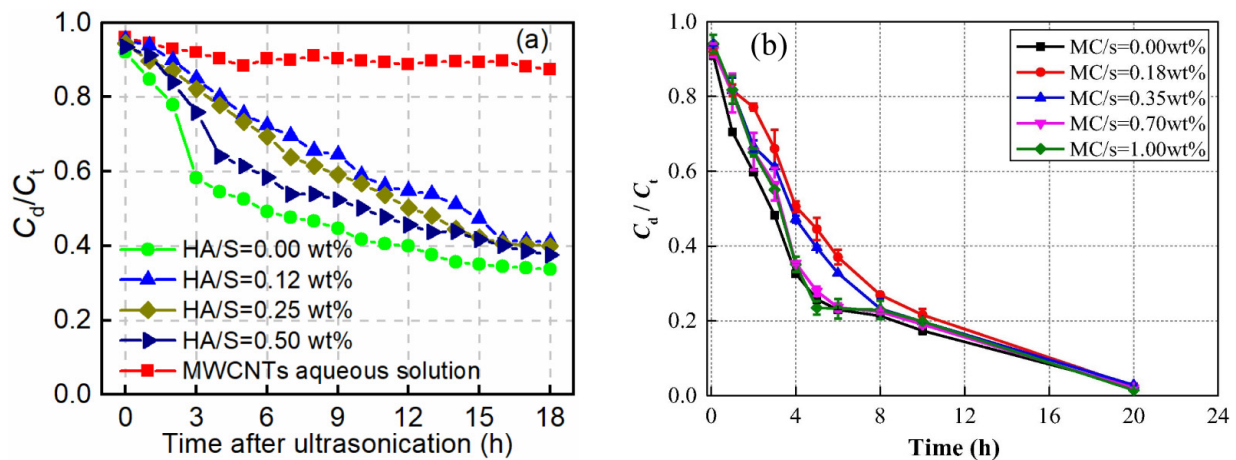 (a)
1.0
0.8
0.6
0.4
0.2
0.0
C_d/C_t
HA/S=0.00 wt%
HA/S=0.12 wt%
HA/S=0.25 wt%
HA/S=0.50 wt%
MWCNTs aqueous solution
0 3 6 9 12 15 18
Time after ultrasonication (h)
(b)
1.0
0.8
0.6
0.4
0.2
0.0
C_d / C_t
MC/s=0.00wt%
MC/s=0.18wt%
MC/s=0.35wt%
MC/s=0.70wt%
MC/s=1.00wt%
0 4 8 12 16 20 24
Time (h)